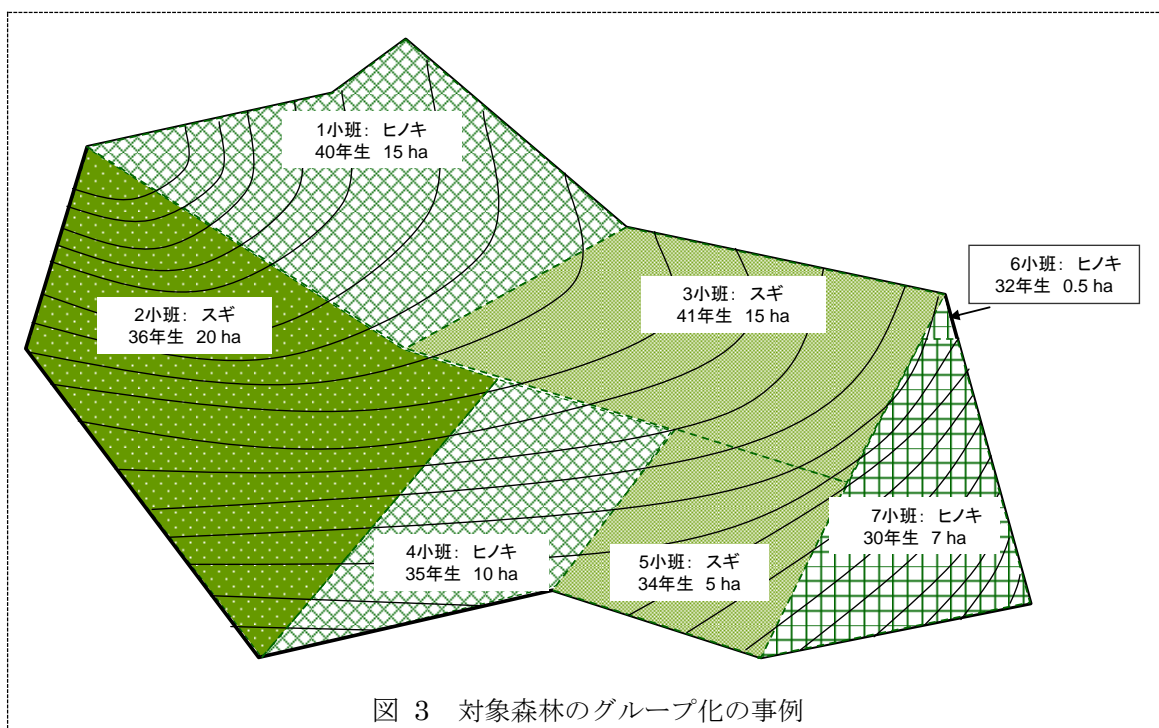 1小班： ヒノキ
40年生 15 ha
6小班： ヒノキ
32年生 0.5 ha
2小班： スギ
36年生 20 ha
3小班： スギ
41年生 15 ha
7小班： ヒノキ
30年生 7 ha
4小班： ヒノキ
35年生 10 ha
5小班： スギ
34年生 5 ha
図 3 対象森林のグループ化の事例